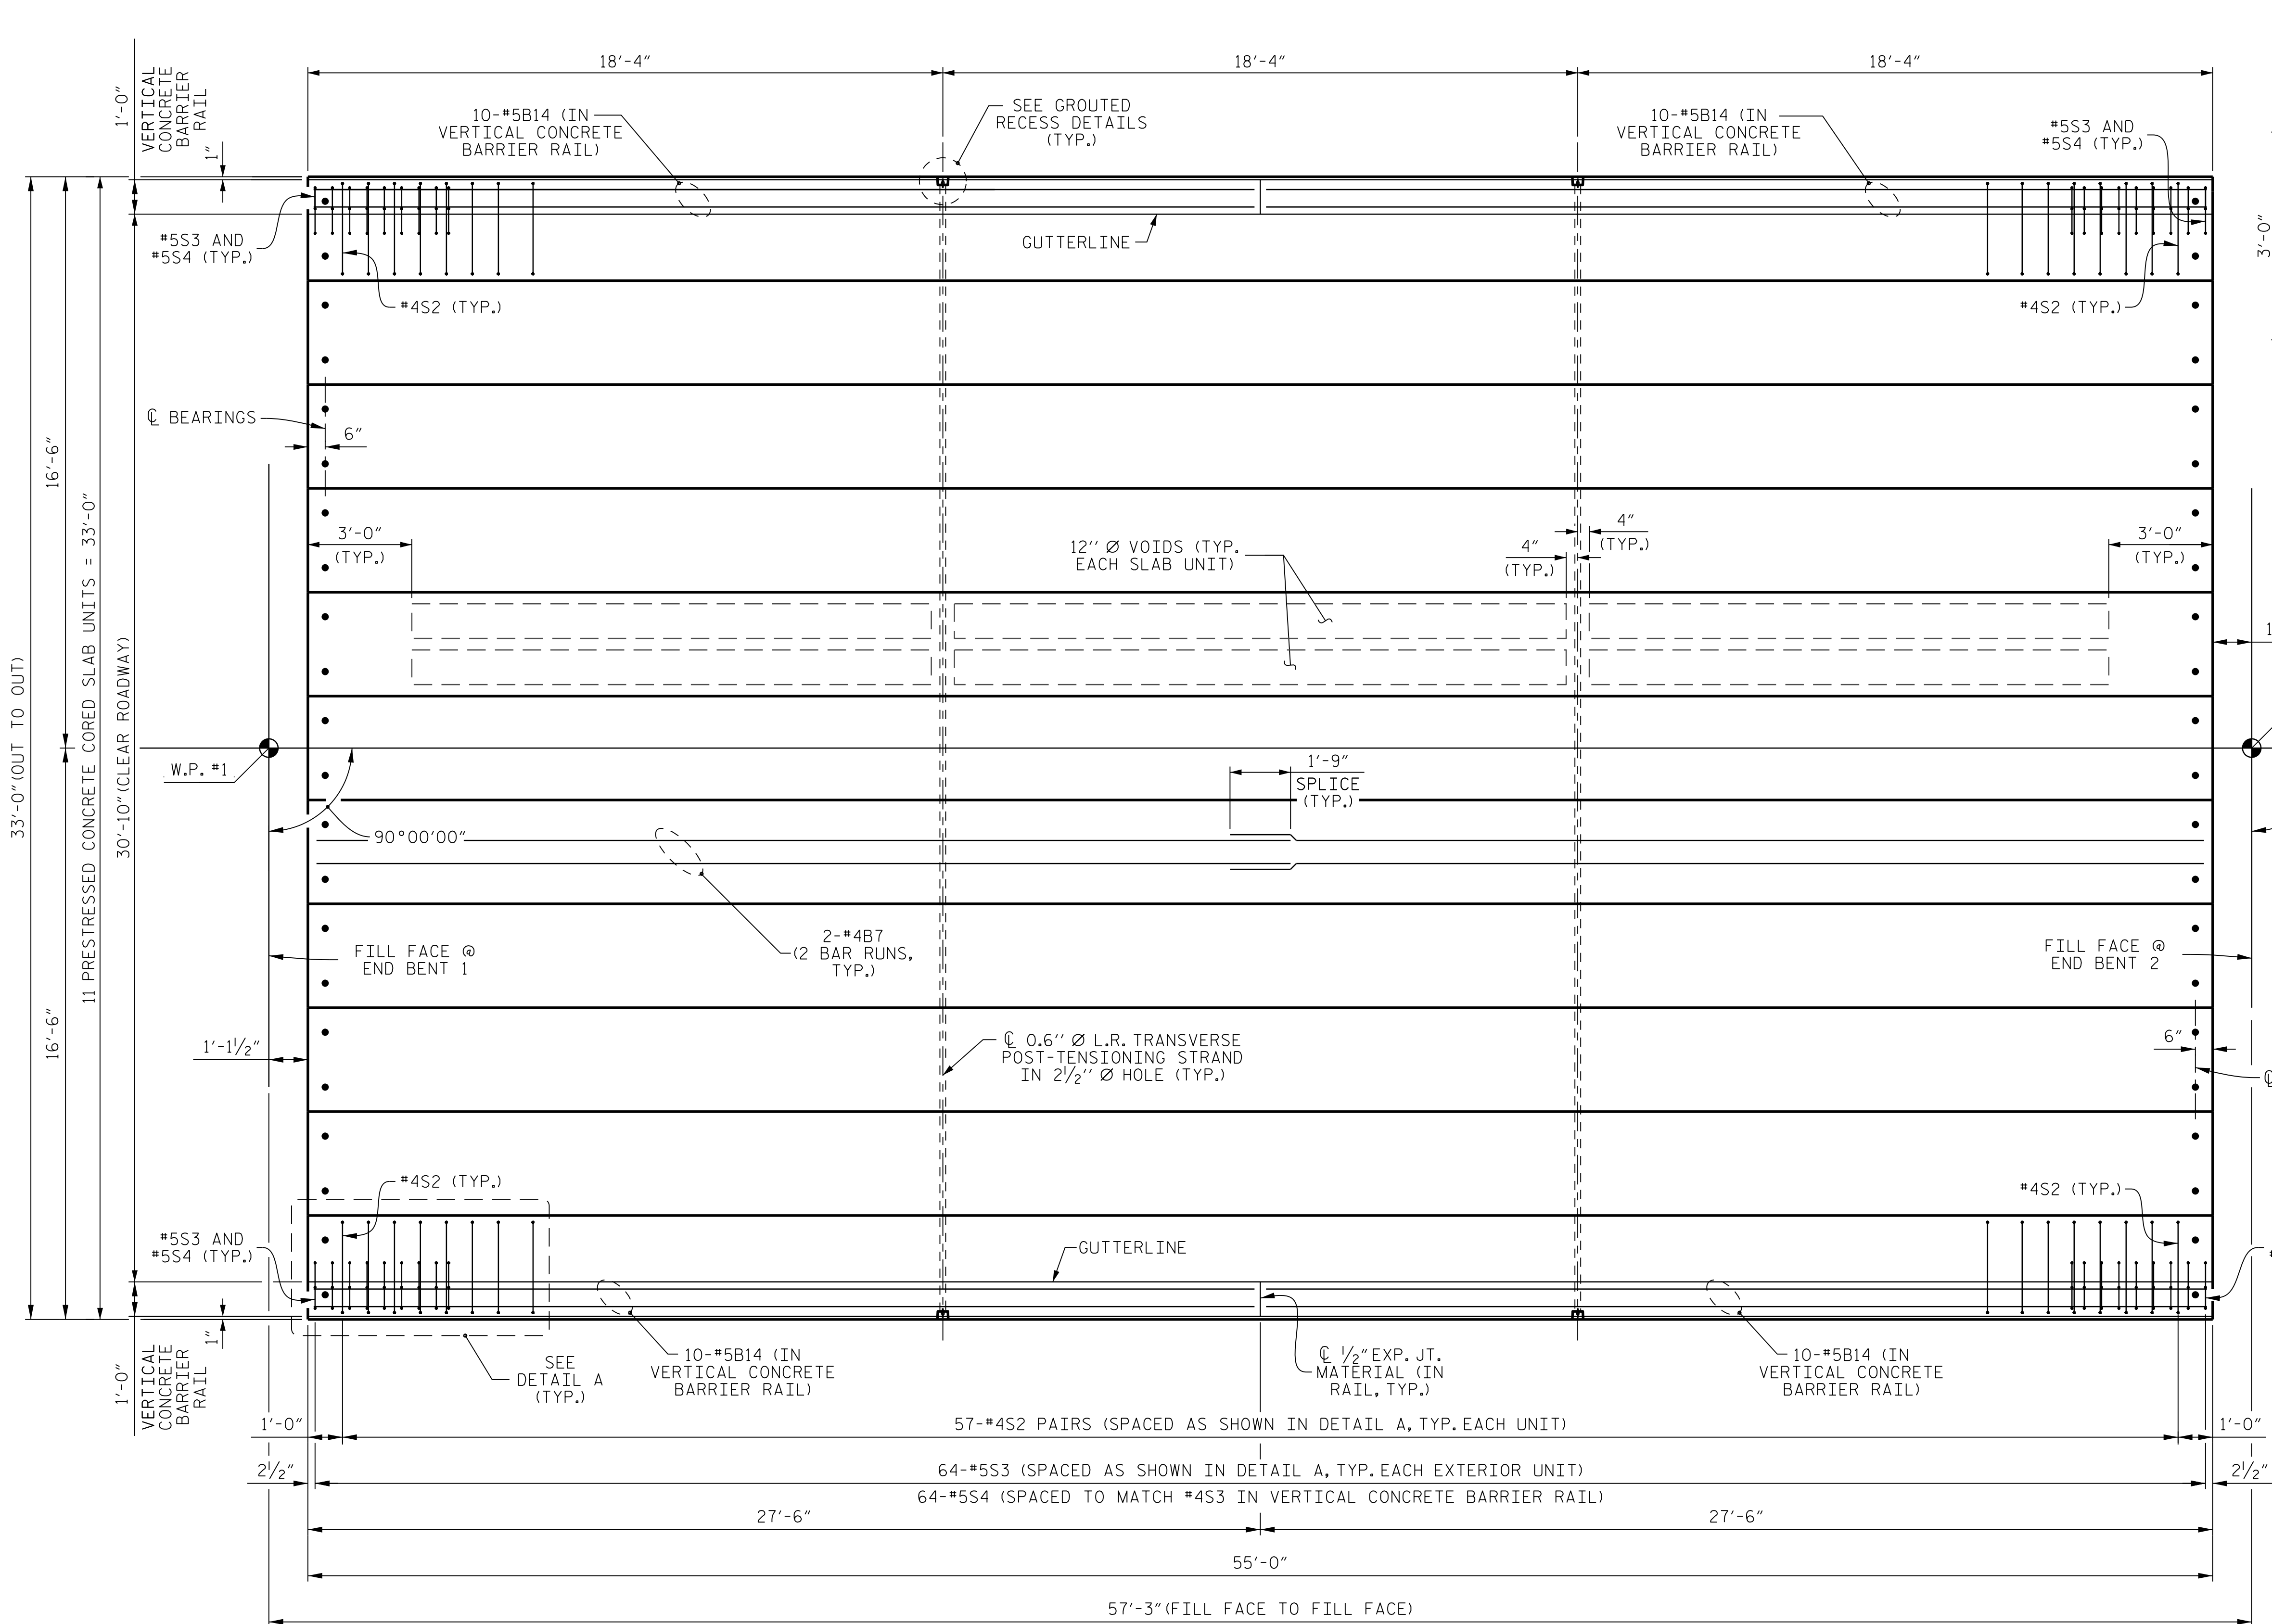 18'-4"
18'-4"
18'-4"
1'-0"
VERTICAL
CONCRETE
BARRIER
RAIL
1"
10-#5B14 (IN
VERTICAL CONCRETE
BARRIER RAIL)
SEE GROUTED
RECESS DETAILS
(TYP.)
10-#5B14 (IN
VERTICAL CONCRETE
BARRIER RAIL)
#5S3 AND
#5S4 (TYP.)
3'-0"
#5S3 AND
#5S4 (TYP.)
GUTTERLINE
#4S2 (TYP.)
#4S2 (TYP.)
℄ BEARINGS
6"
16'-6"
11 PRESTRESSED CONCRETE CORED SLAB UNITS = 33'-0"
33'-0" (OUT TO OUT)
30'-10" (CLEAR ROADWAY)
3'-0"
(TYP.)
12'' Ø VOIDS (TYP.
EACH SLAB UNIT)
4"
(TYP.)
4"
(TYP.)
3'-0"
(TYP.)
1
W.P. #1
1'-9"
SPLICE
(TYP.)
90°00'00"
2-#4B7
(2 BAR RUNS,
TYP.)
FILL FACE @
END BENT 1
FILL FACE @
END BENT 2
16'-6"
1'-1½"
℄ 0.6'' Ø L.R. TRANSVERSE
POST-TENSIONING STRAND
IN 2½'' Ø HOLE (TYP.)
6"
℄
#4S2 (TYP.)
#4S2 (TYP.)
#5S3 AND
#5S4 (TYP.)
GUTTERLINE
#
1"
1'-0"
VERTICAL
CONCRETE
BARRIER
RAIL
SEE
DETAIL A
(TYP.)
10-#5B14 (IN
VERTICAL CONCRETE
BARRIER RAIL)
℄ ½" EXP. JT.
MATERIAL (IN
RAIL, TYP.)
10-#5B14 (IN
VERTICAL CONCRETE
BARRIER RAIL)
1'-0"
57-#4S2 PAIRS (SPACED AS SHOWN IN DETAIL A, TYP. EACH UNIT)
1'-0"
2½"
64-#5S3 (SPACED AS SHOWN IN DETAIL A, TYP. EACH EXTERIOR UNIT)
2½"
64-#5S4 (SPACED TO MATCH #4S3 IN VERTICAL CONCRETE BARRIER RAIL)
27'-6"
27'-6"
55'-0"
57'-3" (FILL FACE TO FILL FACE)